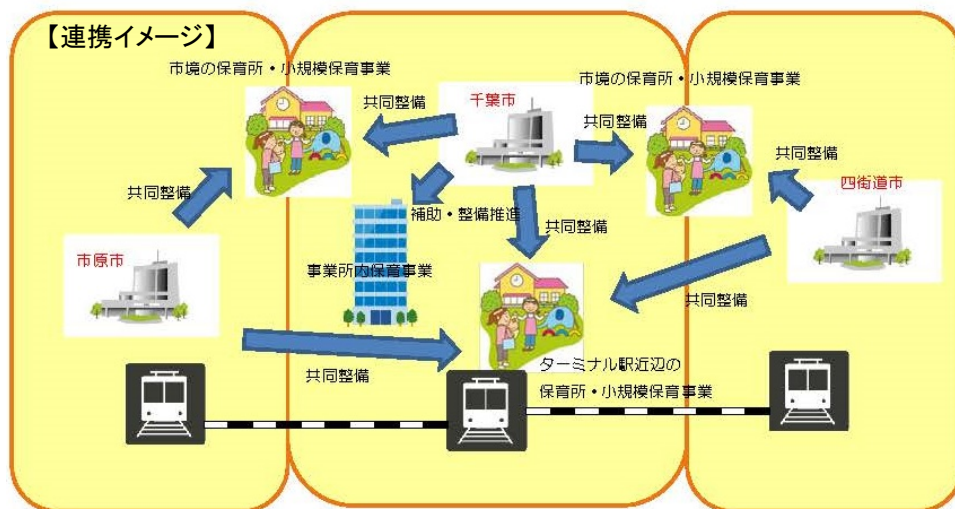 【連携イメージ】
市境の保育所・小規模保育事業
市境の保育所・小規模保育事業
共同整備
千葉市
共同整備
共同整備
四街道市
共同整備
補助・整備推進
共同整備
市原市
事業所内保育事業
共同整備
共同整備
ターミナル駅近辺の
保育所・小規模保育事業